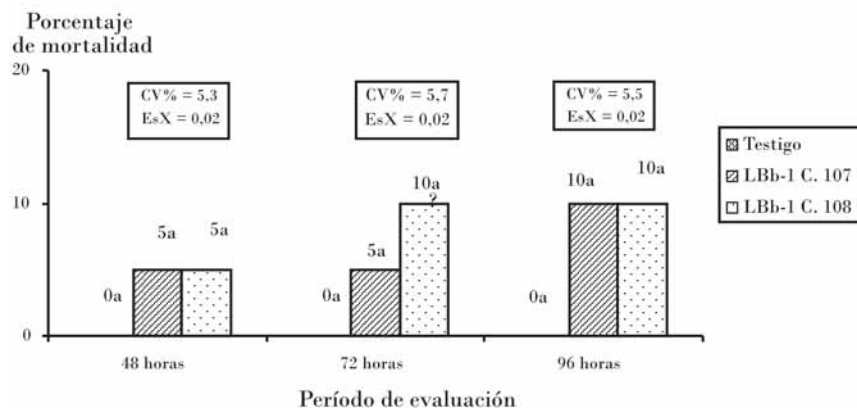 Porcentaje
de mortalidad
20
10
0
CV% = 5,3
EsX = 0,02
CV% = 5,7
EsX = 0,02
CV% = 5,5
EsX = 0,02
0a
5a
5a
0a
5a
10a
?
0a
10a
10a
48 horas
72 horas
96 horas
Período de evaluación
Testigo
LBb-1 C. 107
LBb-1 C. 108